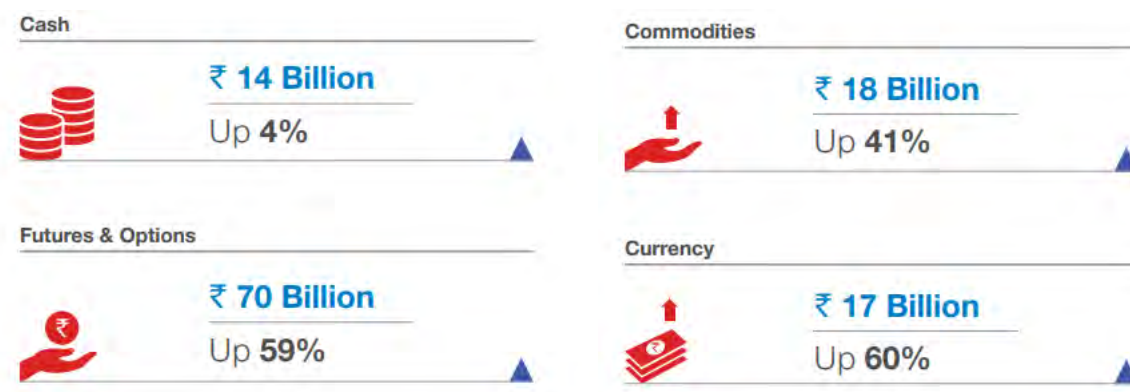 Cash
₹ 14 Billion
Up 4%
Futures & Options
₹ 70 Billion
Up 59%
Commodities
₹ 18 Billion
Up 41%
Currency
₹ 17 Billion
Up 60%